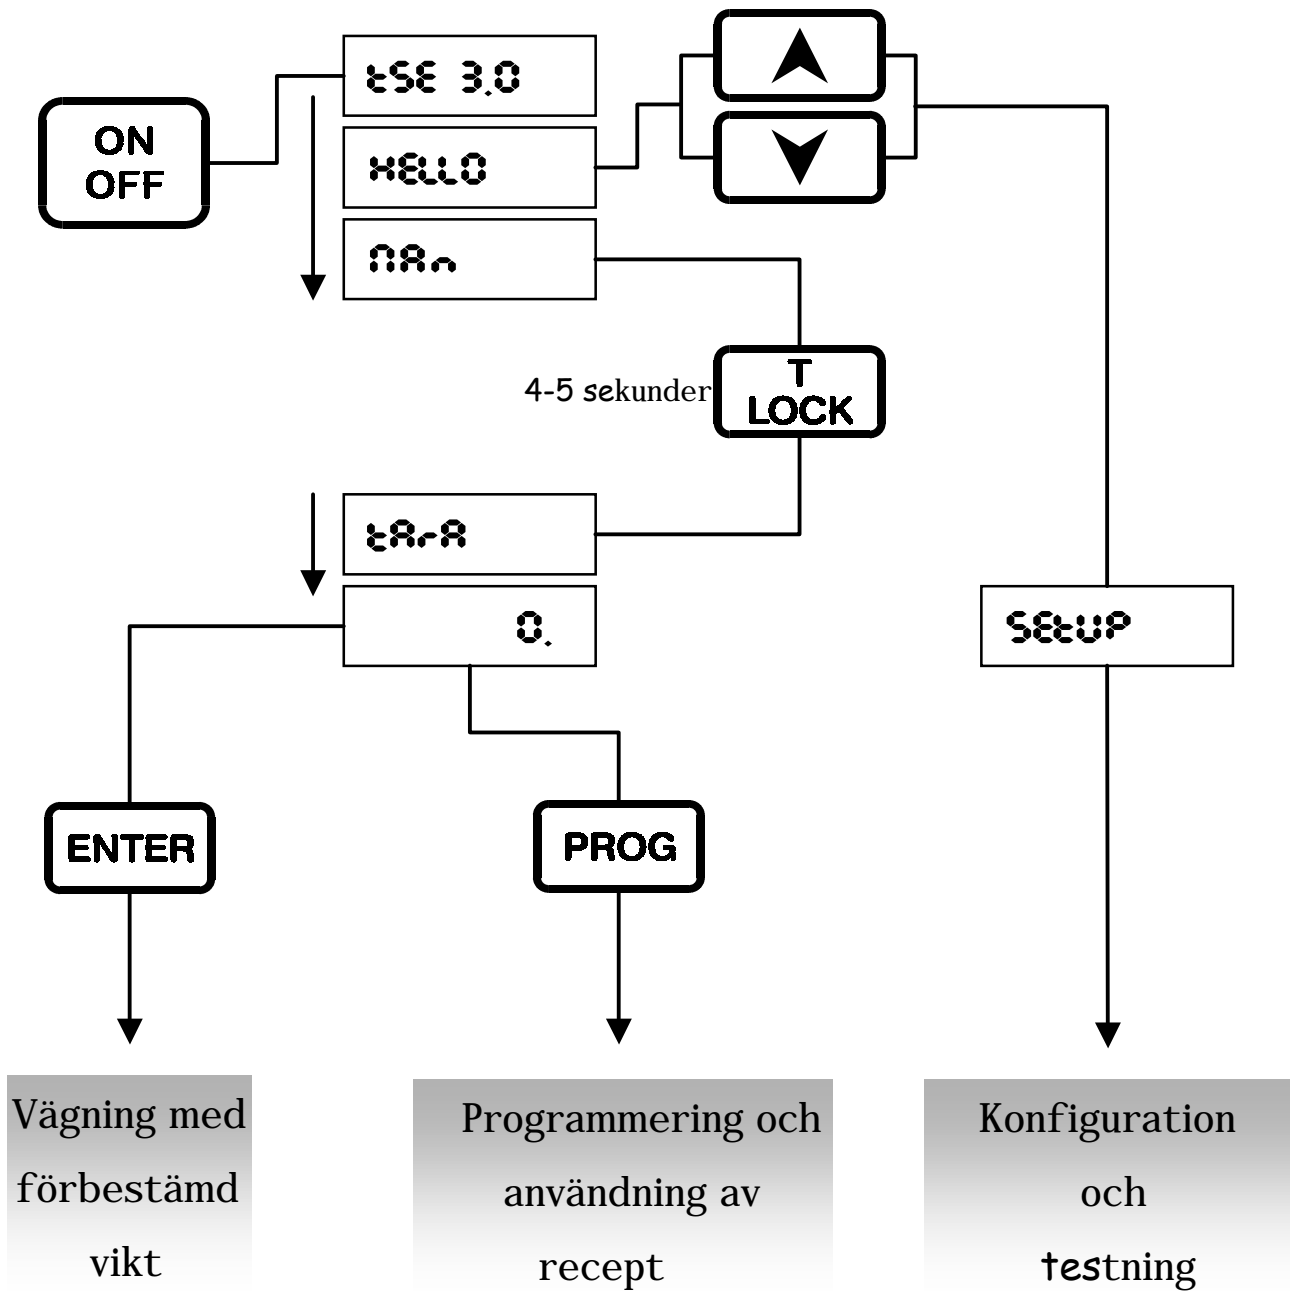 ON
OFF
tSE 3.0
HELLO
MAn
4-5 sekunder
T
LOCK
tArA
0.
SEtUP
ENTER
PROG
Vägning med
förbestämd
vikt
Programmering och
användning av
recept
Konfiguration
och
testning